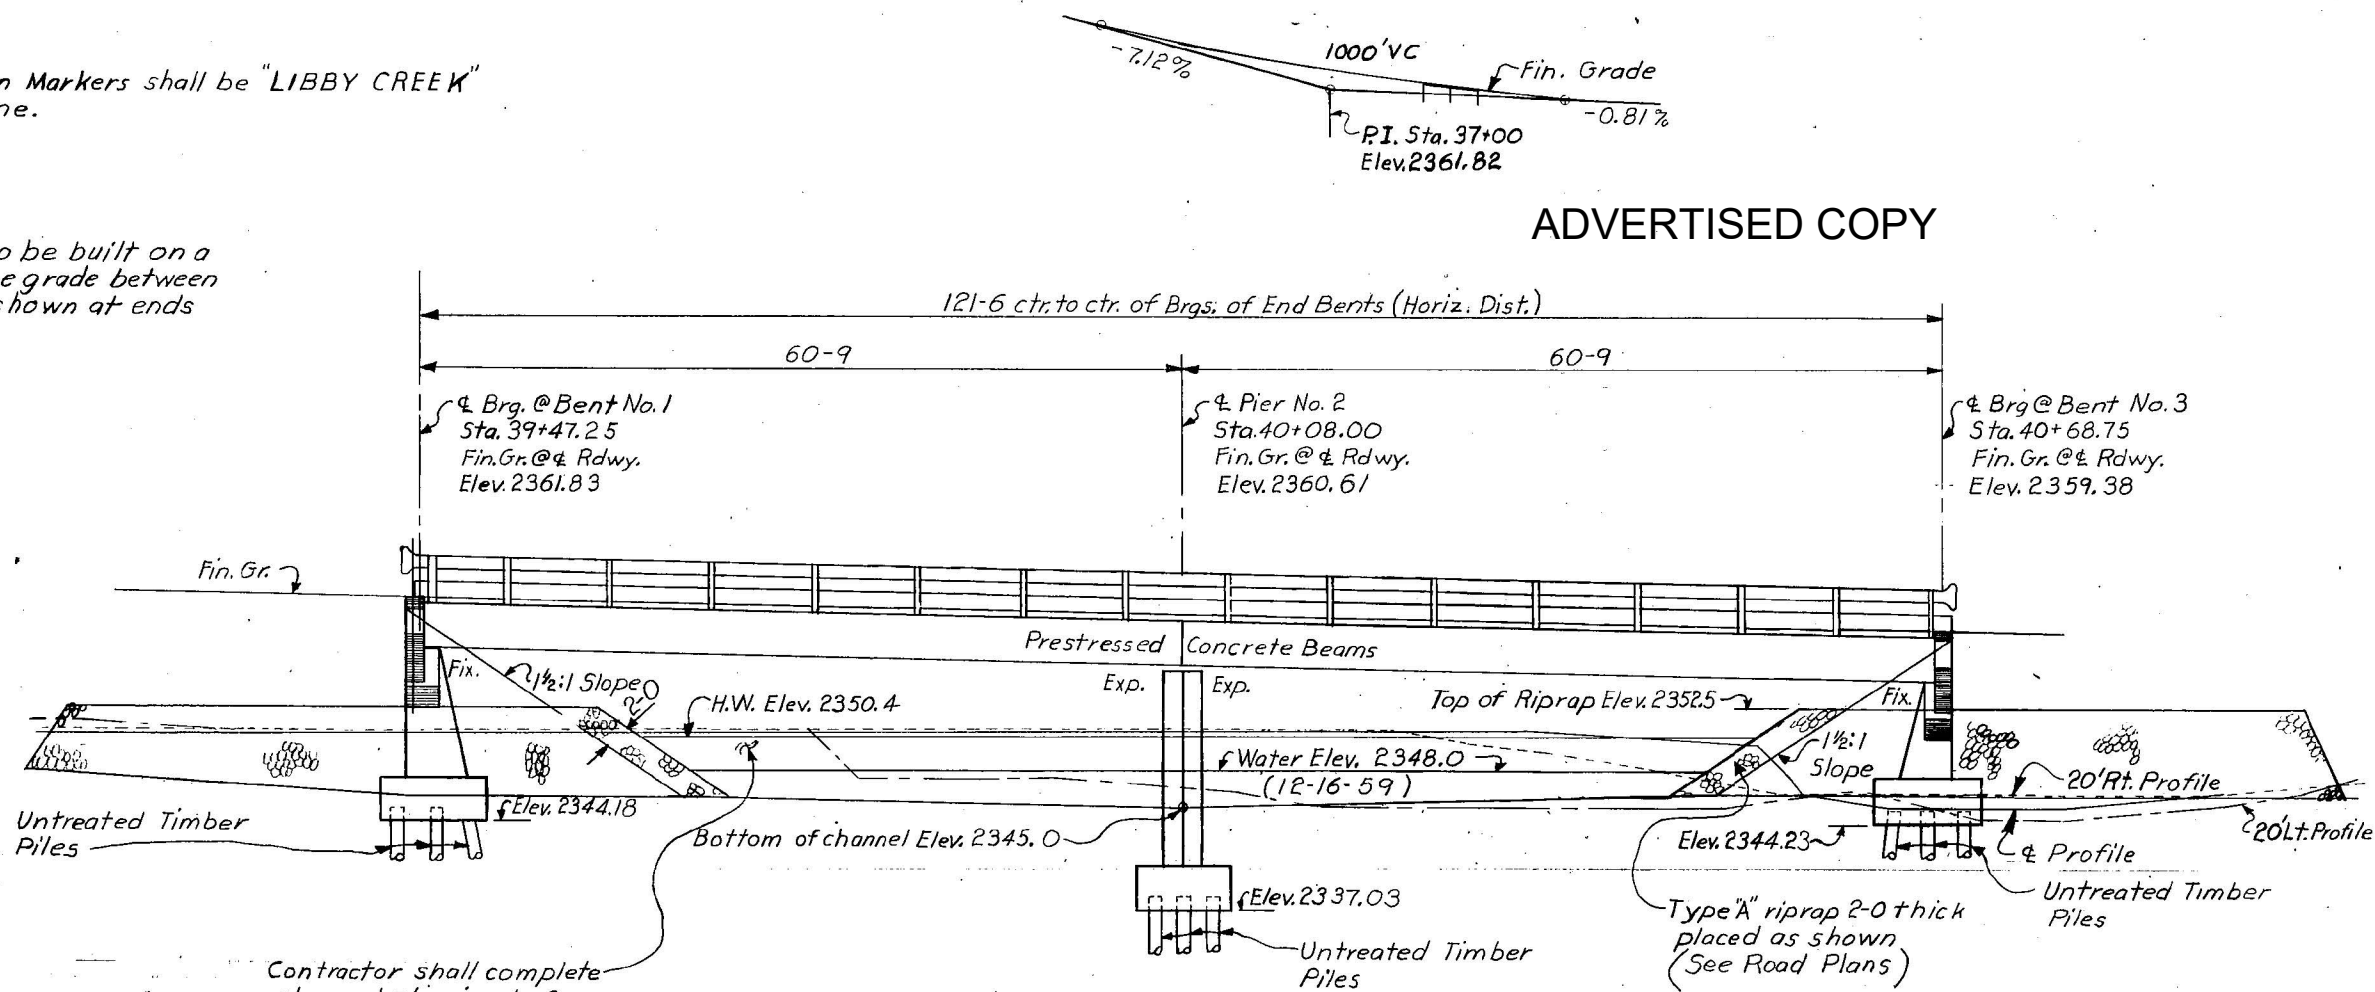 n Markers shall be "LIBBY CREEK"
ne.
-7.12%
1000'VC
Fin. Grade
-0.81%
P.I. Sta. 37+00
Elev. 2361.82
ADVERTISED COPY
o be built on a
e grade between
hown at ends
121-6 ctr. to ctr. of Brgs. of End Bents (Horiz. Dist.)
60-9
60-9
℄ Brg. @ Bent No. 1
Sta. 39+47.25
Fin. Gr. @ ℄ Rdwy.
Elev. 2361.83
℄ Pier No. 2
Sta. 40+08.00
Fin. Gr. @ ℄ Rdwy.
Elev. 2360.61
℄ Brg @ Bent No. 3
Sta. 40+68.75
Fin. Gr. @ ℄ Rdwy.
Elev. 2359.38
Fin. Gr.
Prestressed Concrete Beams
Fix.
1½:1 Slope
2-0
H.W. Elev. 2350.4
Exp.
Exp.
Top of Riprap Elev. 2352.5
Fix.
Water Elev. 2348.0
(12-16-59)
1½:1
Slope
20' Rt. Profile
Elev. 2344.18
Untreated Timber
Piles
Bottom of channel Elev. 2345.0
Elev. 2344.23
℄ Profile
20' Lt. Profile
Elev. 2337.03
Untreated Timber
Piles
Type "A" riprap 2-0 thick
placed as shown
(See Road Plans)
Untreated Timber
Piles
Contractor shall complete